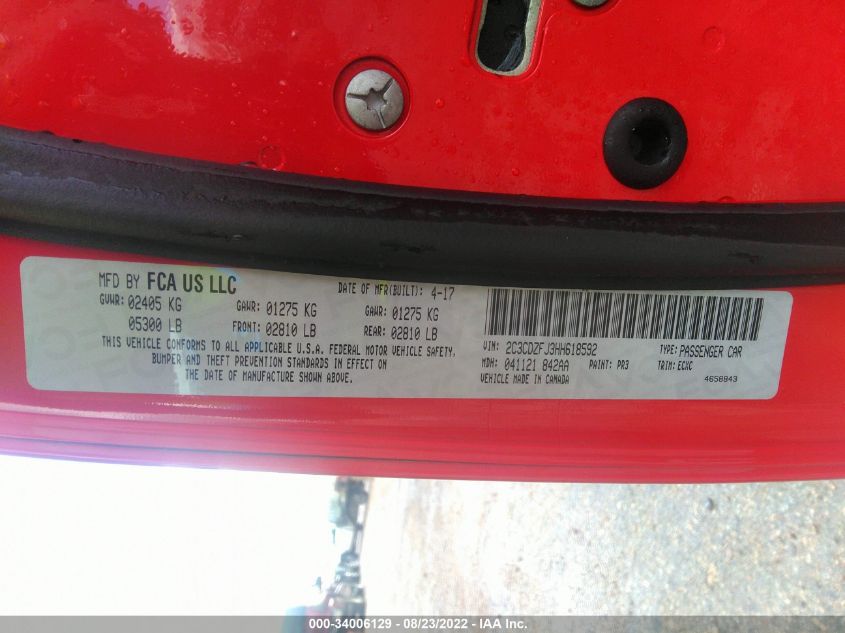 MFD BY FCA US LLC DATE OF MFR(BUILT): 4-17
GVWR: 02405 KG GAWR: 01275 KG GAWR: 01275 KG
05300 LB FRONT: 02810 LB REAR: 02810 LB
THIS VEHICLE CONFORMS TO ALL APPLICABLE U.S.A. FEDERAL MOTOR VEHICLE SAFETY,
BUMPER AND THEFT PREVENTION STANDARDS IN EFFECT ON
THE DATE OF MANUFACTURE SHOWN ABOVE.
VIN: 2C3CDZFJ3HH618592 TYPE: PASSENGER CAR
MDH: 041121 842AA PAINT: PR3 TRIM: ECXC
VEHICLE MADE IN CANADA 4658943
000-34006129 - 08/23/2022 - IAA Inc.